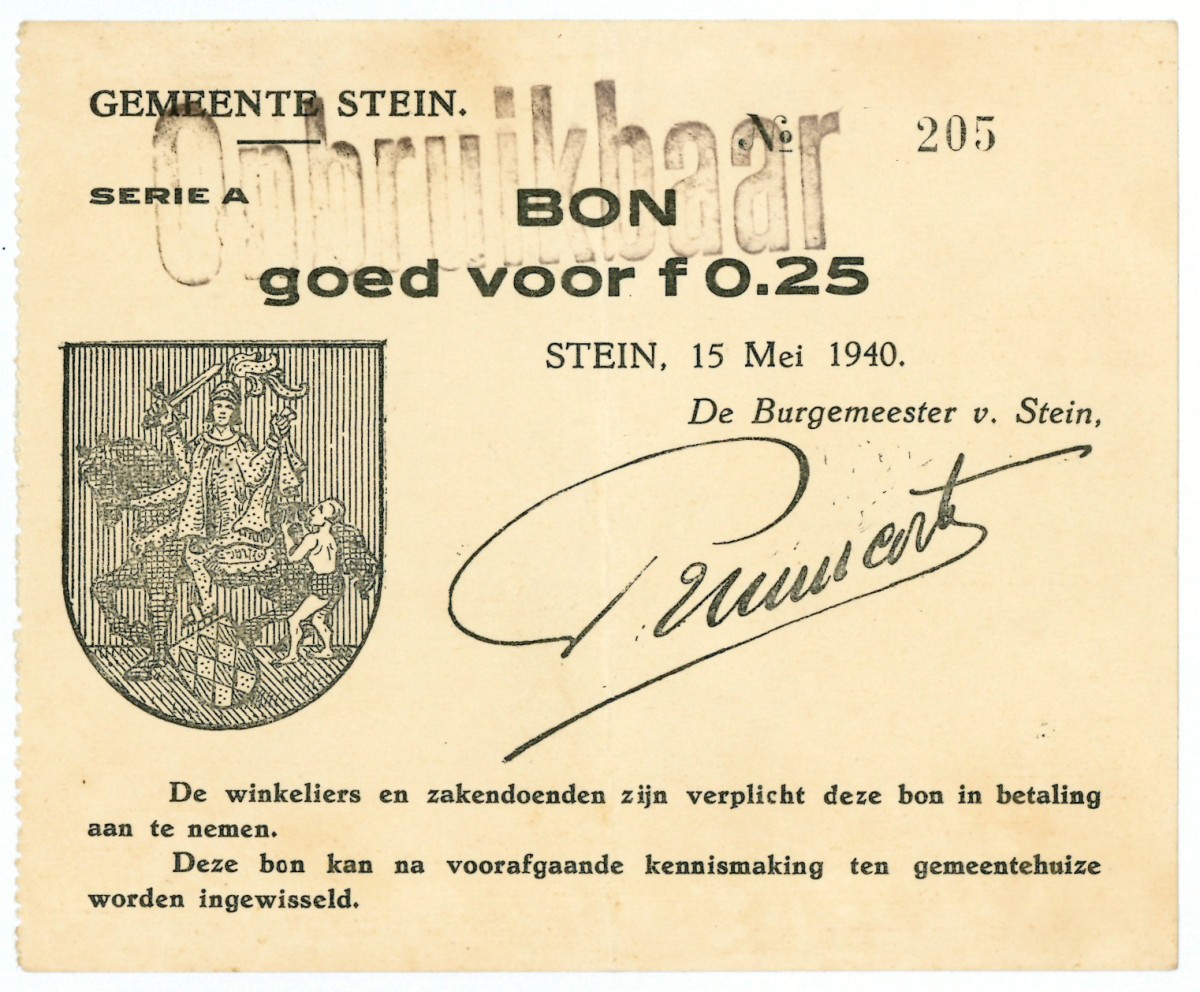 GEMEENTE STEIN.
Onbruikbaar
№ 205
SERIE A
BON
goed voor f 0.25
STEIN, 15 Mei 1940.
De Burgemeester v. Stein,
De winkeliers en zakendoenden zijn verplicht deze bon in betaling
aan te nemen.
Deze bon kan na voorafgaande kennismaking ten gemeentehuize
worden ingewisseld.